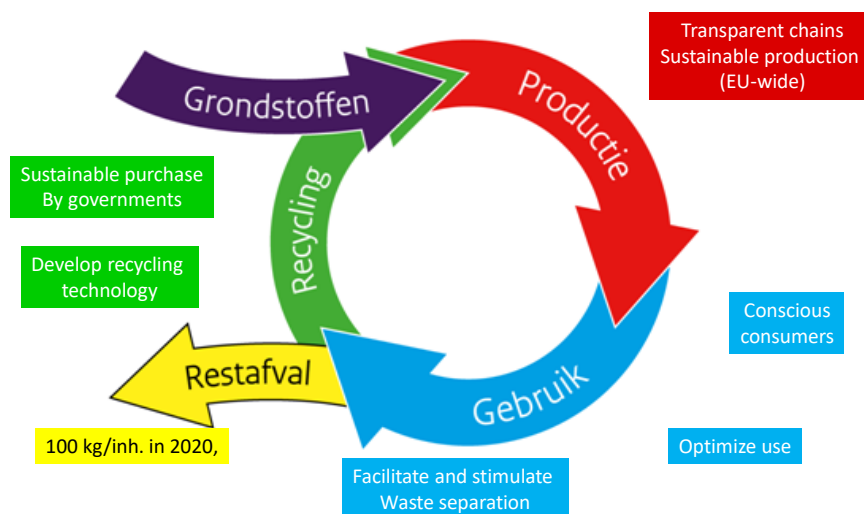 Transparent chains
Sustainable production
(EU-wide)
Grondstoffen
Productie
Sustainable purchase
By governments
Recycling
Develop recycling
technology
Conscious
consumers
Restafval
Gebruik
100 kg/inh. in 2020,
Optimize use
Facilitate and stimulate
Waste separation